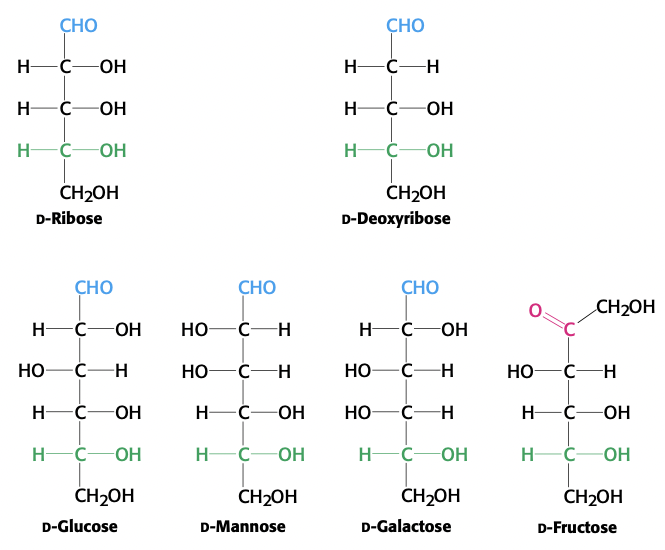 CHO CHO
H C OH H C H
H C OH H C OH
H C OH H C OH
CH₂OH CH₂OH
D-Ribose D-Deoxyribose
CHO CHO CHO O CH₂OH
H C OH HO C H H C OH C
HO C H HO C H HO C H HO C H
H C OH H C OH HO C H H C OH
H C OH H C OH H C OH H C OH
CH₂OH CH₂OH CH₂OH CH₂OH
D-Glucose D-Mannose D-Galactose D-Fructose